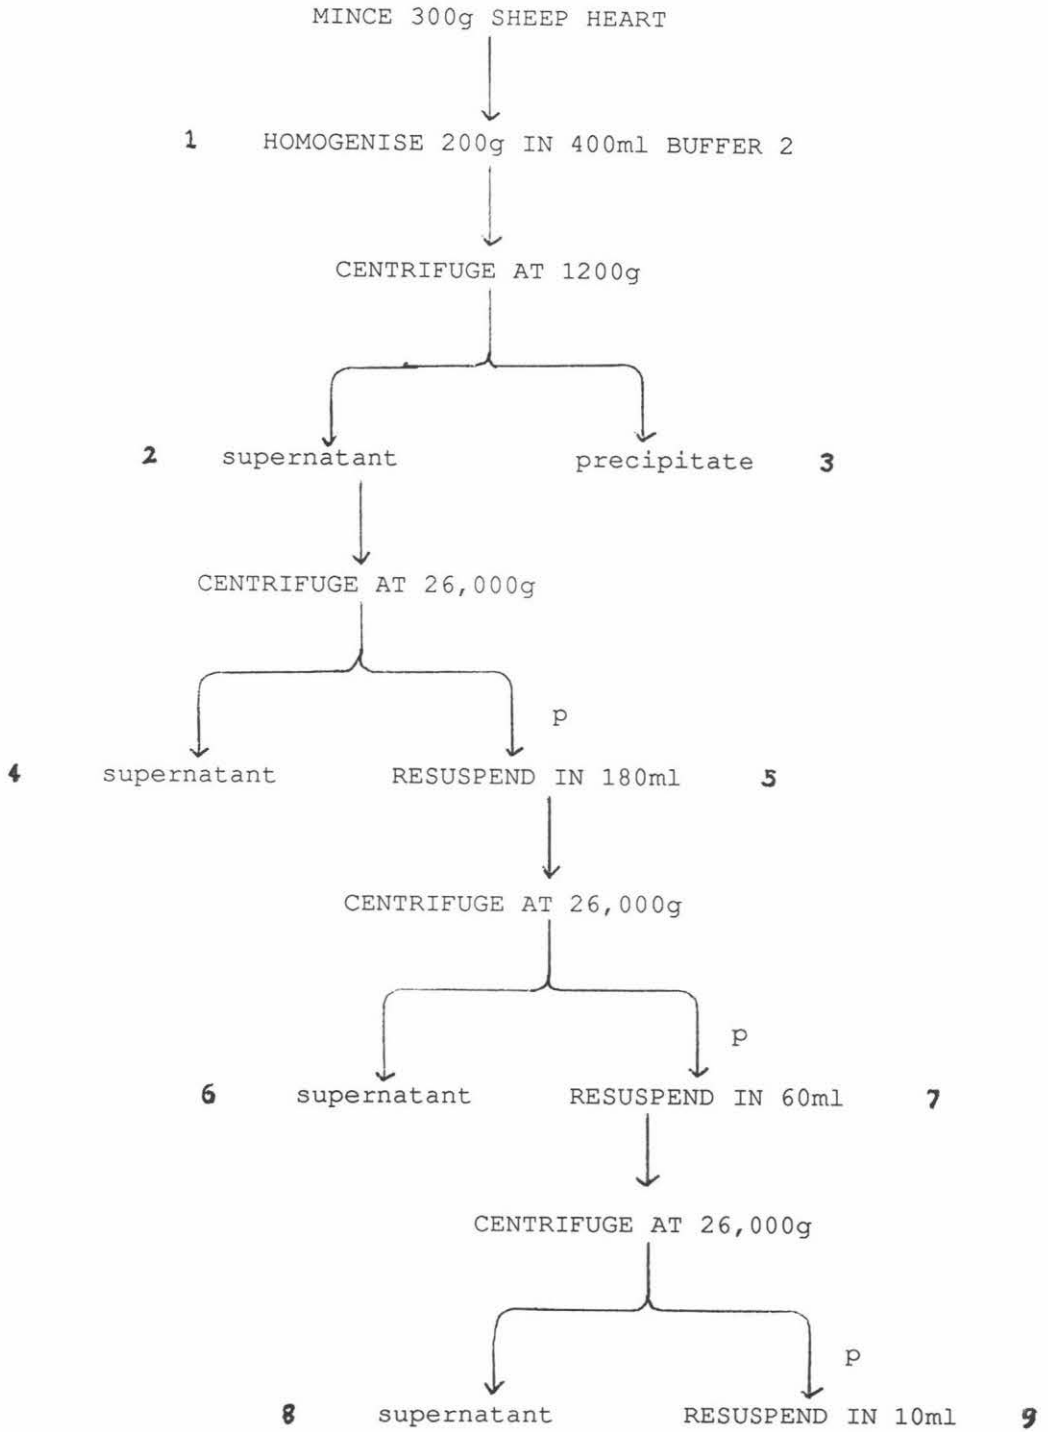 MINCE 300g SHEEP HEART
1 HOMOGENISE 200g IN 400ml BUFFER 2
CENTRIFUGE AT 1200g
2 supernatant precipitate 3
CENTRIFUGE AT 26,000g
p
4 supernatant RESUSPEND IN 180ml 5
CENTRIFUGE AT 26,000g
p
6 supernatant RESUSPEND IN 60ml 7
CENTRIFUGE AT 26,000g
p
8 supernatant RESUSPEND IN 10ml 9